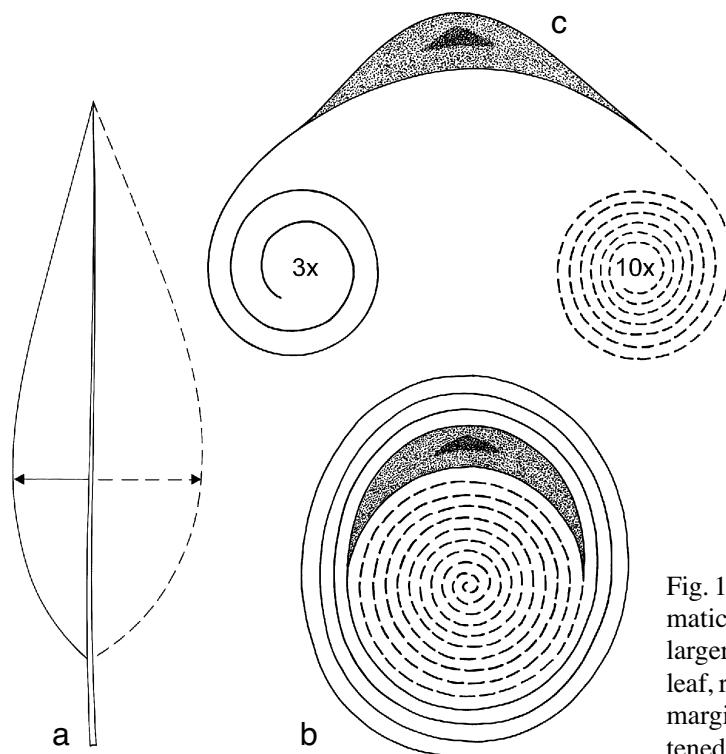 c
3x
10x
a
b
Fig. 1
matic
larger
leaf, r
margi
tened